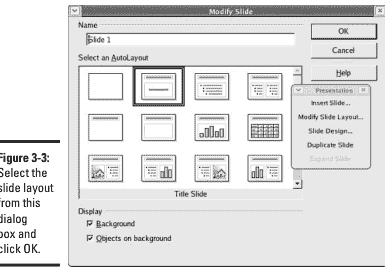 Modify Slide
Name
Slide 1
Select an AutoLayout
Title Slide
Display
Background
Objects on background
OK
Cancel
Help
Presentation
Insert Slide...
Modify Slide Layout...
Slide Design...
Duplicate Slide
Expand Slide
Figure 3-3:
Select the
slide layout
from this
dialog
box and
click OK.